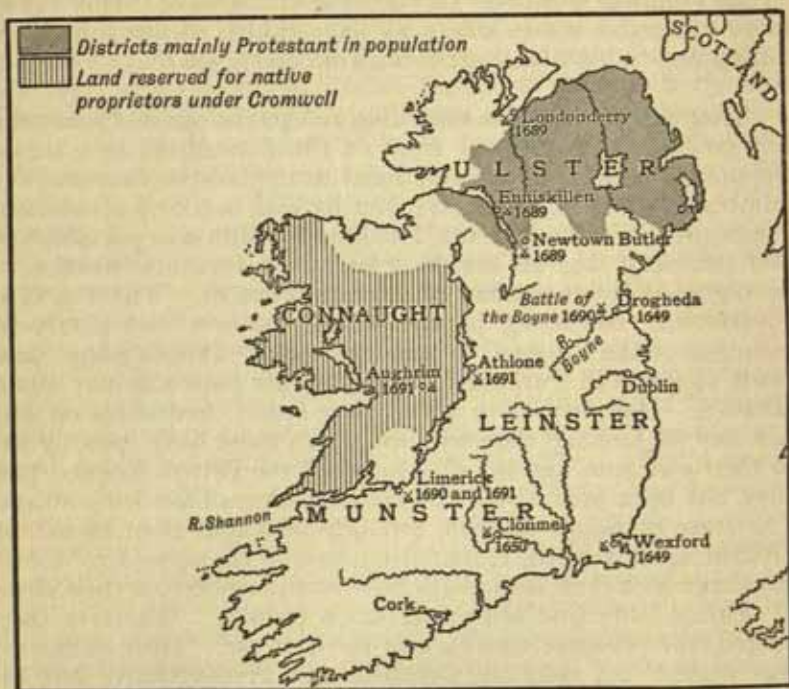 Districts mainly Protestant in population
Land reserved for native
proprietors under Cromwell
SCOTLAND
Londonderry
1689
ULSTER
Enniskillen
1689
Newtown Butler
1689
Battle of
the Boyne 1690
Drogheda
1649
R. Boyne
CONNAUGHT
Aughrim
1691
Athlone
1691
Dublin
LEINSTER
Limerick
1690 and 1691
R. Shannon
MUNSTER
Clonmel
1650
Wexford
1649
Cork